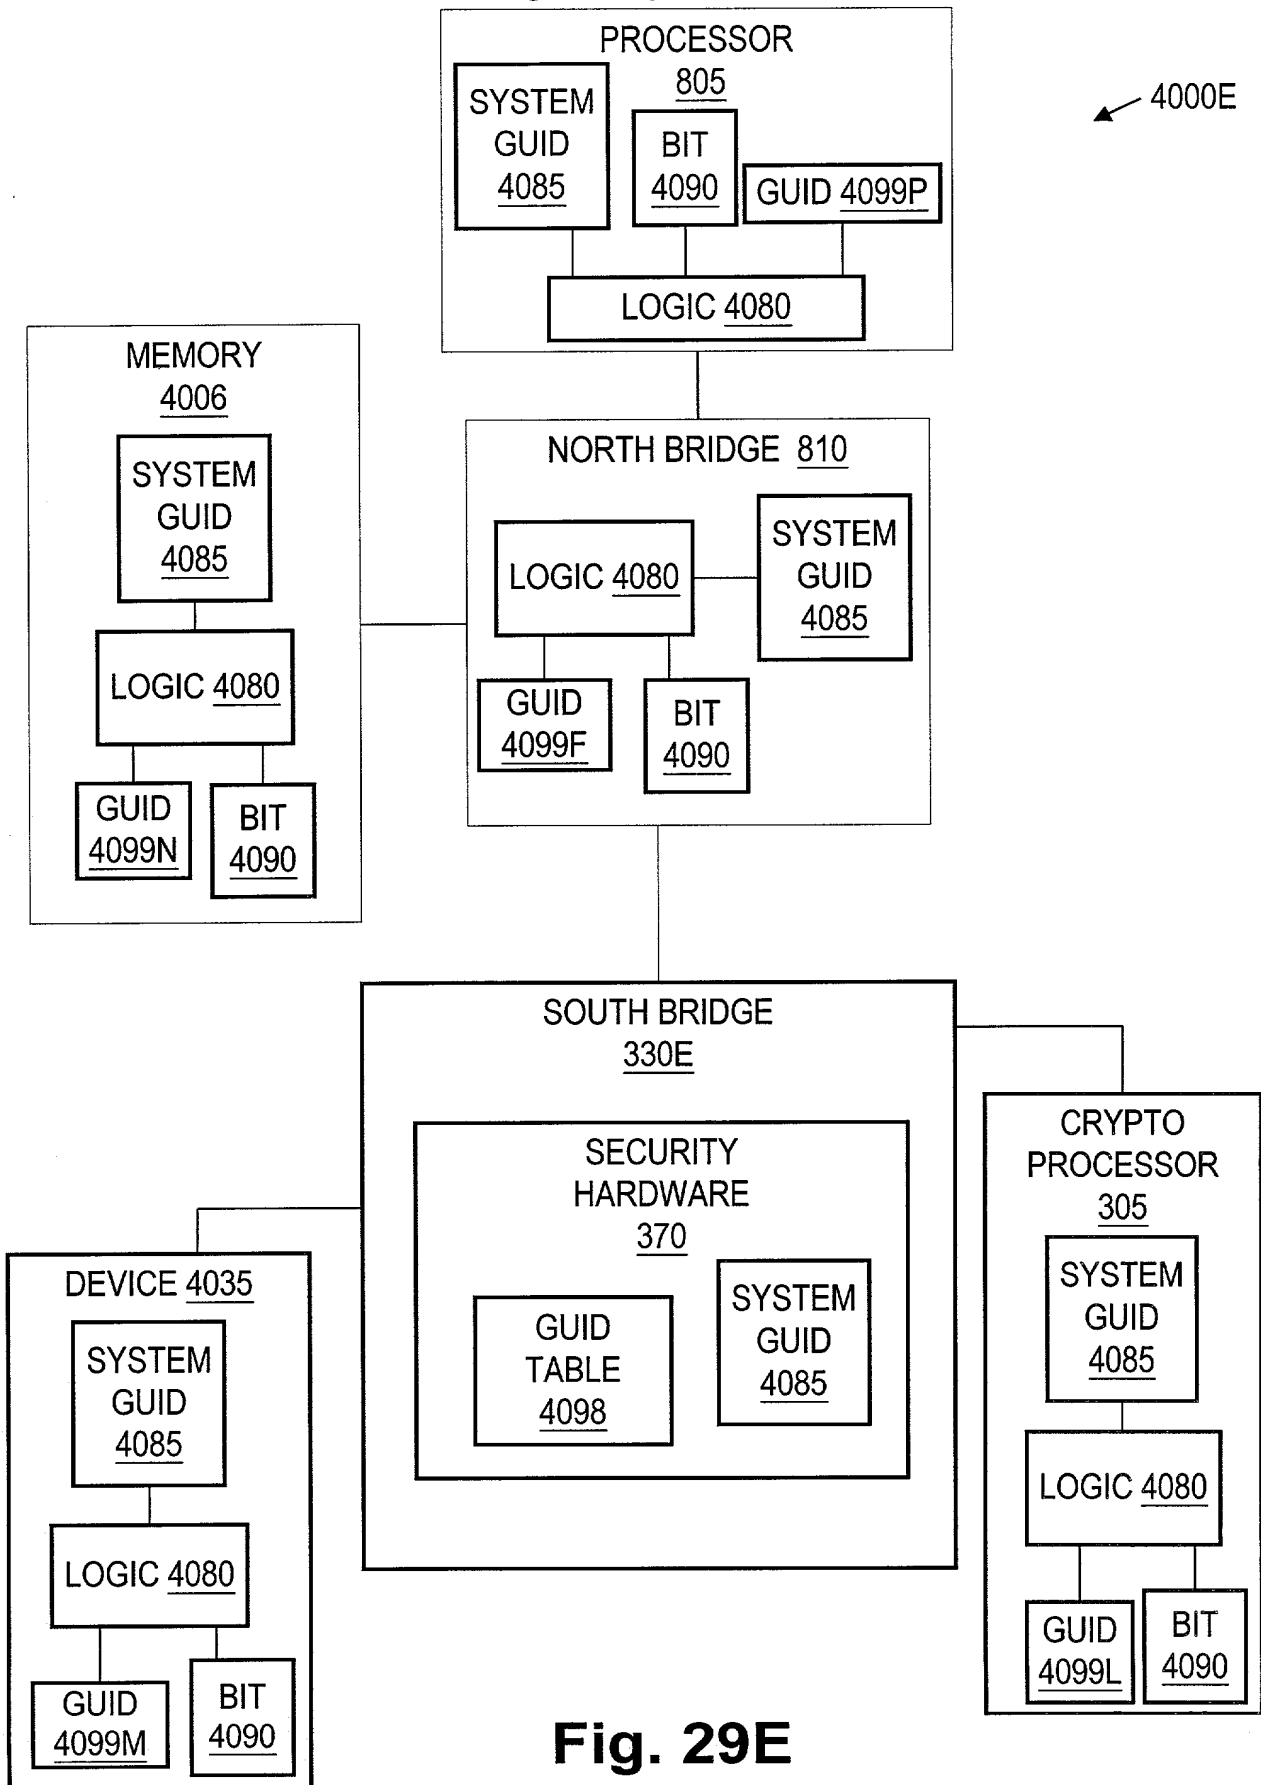 PROCESSOR
805
SYSTEM
GUID
4085
BIT
4090
GUID 4099P
LOGIC 4080
4000E
MEMORY
4006
SYSTEM
GUID
4085
LOGIC 4080
GUID
4099N
BIT
4090
NORTH BRIDGE 810
LOGIC 4080
SYSTEM
GUID
4085
GUID
4099F
BIT
4090
SOUTH BRIDGE
330E
SECURITY
HARDWARE
370
GUID
TABLE
4098
SYSTEM
GUID
4085
CRYPTO
PROCESSOR
305
SYSTEM
GUID
4085
LOGIC 4080
GUID
4099L
BIT
4090
DEVICE 4035
SYSTEM
GUID
4085
LOGIC 4080
GUID
4099M
BIT
4090
Fig. 29E